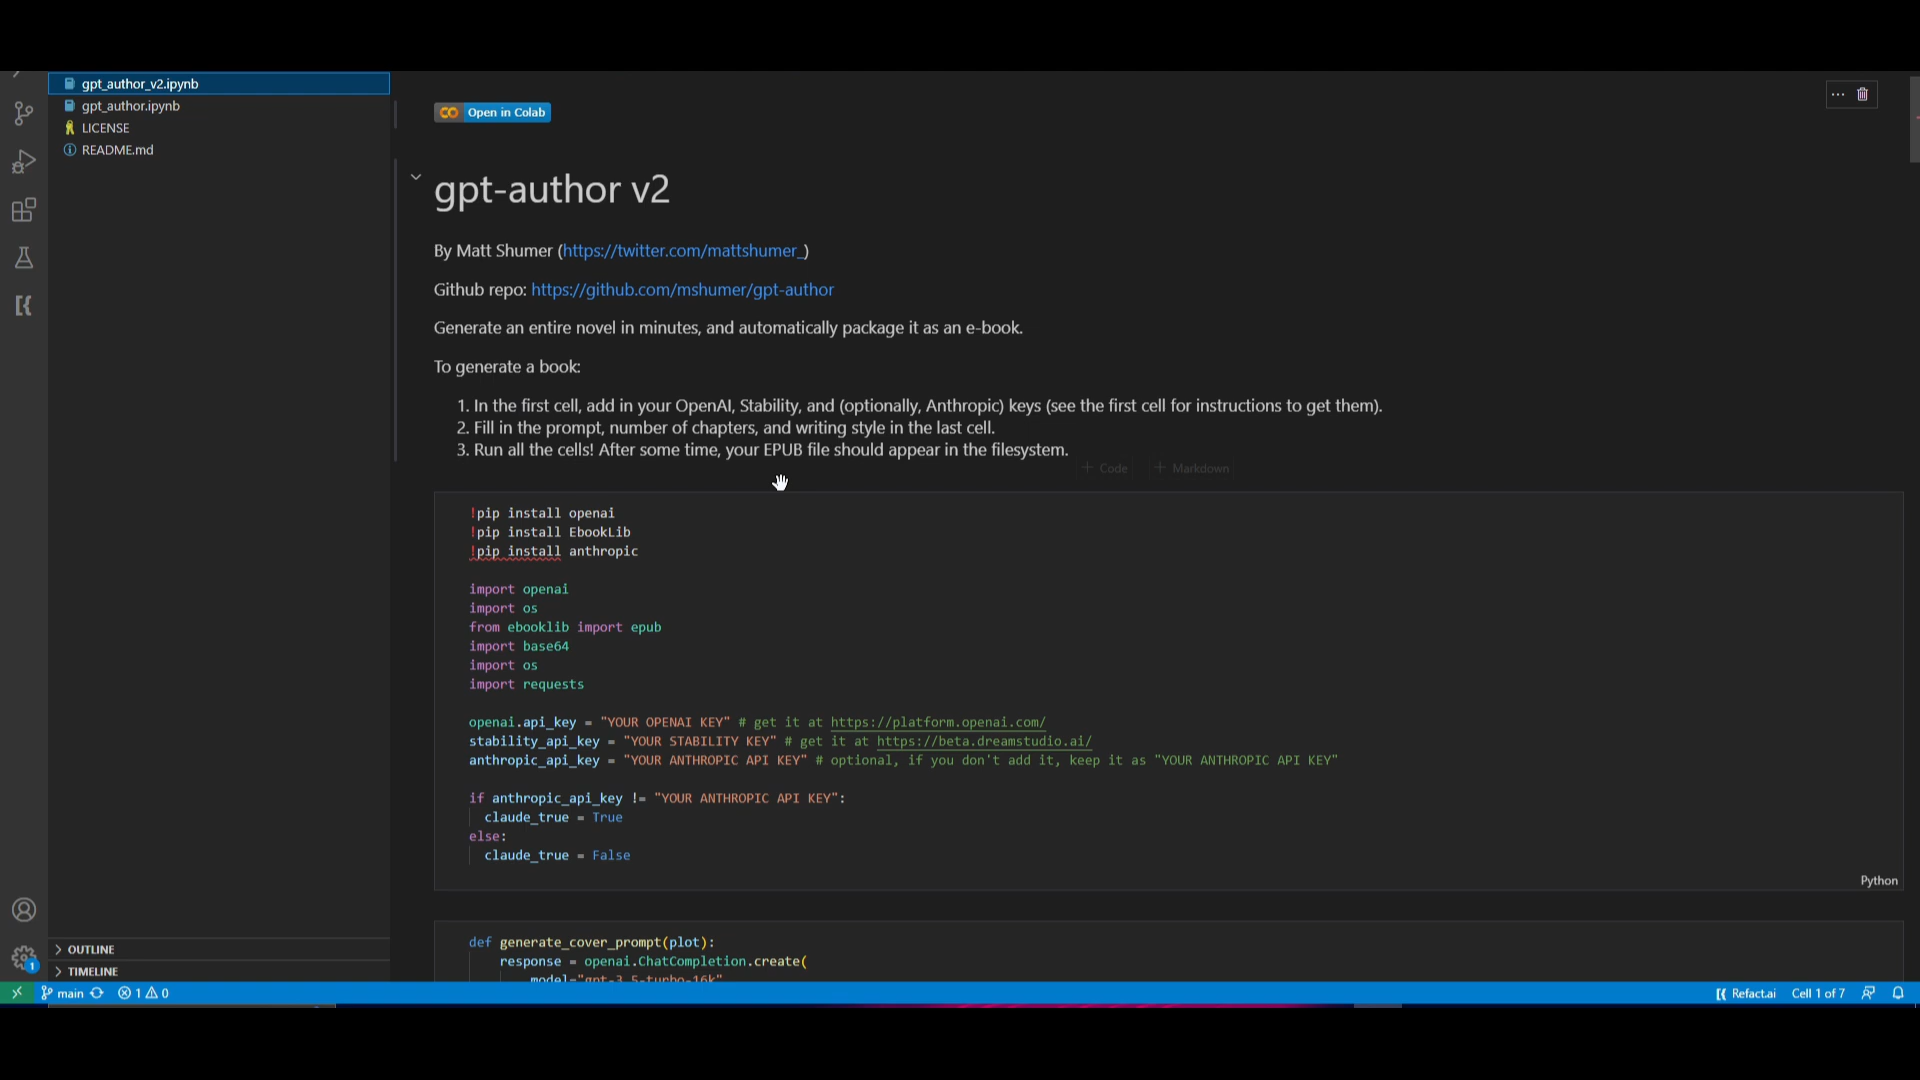 gpt_author_v2.ipynb
gpt_author.ipynb
LICENSE
README.md
Open in Colab
gpt-author v2
By Matt Shumer (https://twitter.com/mattshumer_)
Github repo: https://github.com/mshumer/gpt-author
Generate an entire novel in minutes, and automatically package it as an e-book.
To generate a book:
1. In the first cell, add in your OpenAI, Stability, and (optionally, Anthropic) keys (see the first cell for instructions to get them).
2. Fill in the prompt, number of chapters, and writing style in the last cell.
3. Run all the cells! After some time, your EPUB file should appear in the filesystem.
+ Code + Markdown
!pip install openai
!pip install EbookLib
!pip install anthropic
import openai
import os
from ebooklib import epub
import base64
import os
import requests
openai.api_key = "YOUR OPENAI KEY" # get it at https://platform.openai.com/
stability_api_key = "YOUR STABILITY KEY" # get it at https://beta.dreamstudio.ai/
anthropic_api_key = "YOUR ANTHROPIC API KEY" # optional, if you don't add it, keep it as "YOUR ANTHROPIC API KEY"
if anthropic_api_key != "YOUR ANTHROPIC API KEY":
claude_true = True
else:
claude_true = False
Python
def generate_cover_prompt(plot):
response = openai.ChatCompletion.create(
model="gpt-3.5-turbo-16k"
OUTLINE
TIMELINE
1
main
1 0
Refact.ai
Cell 1 of 7